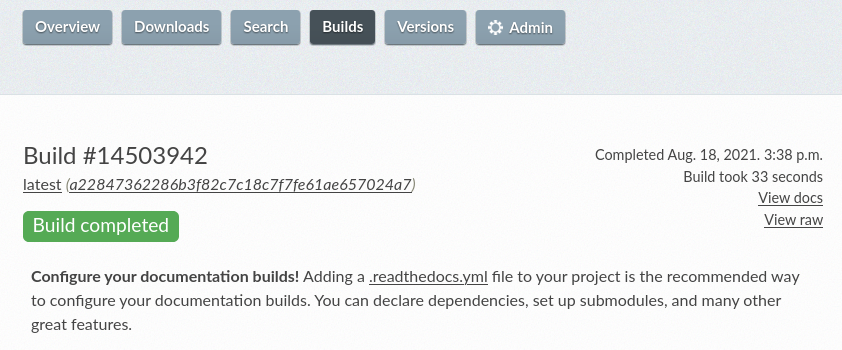 Overview Downloads Search Builds Versions Admin
Build #14503942
latest (a22847362286b3f82c7c18c7f7fe61ae657024a7)
Build completed
Completed Aug. 18, 2021. 3:38 p.m.
Build took 33 seconds
View docs
View raw
Configure your documentation builds! Adding a .readthedocs.yml file to your project is the recommended way
to configure your documentation builds. You can declare dependencies, set up submodules, and many other
great features.